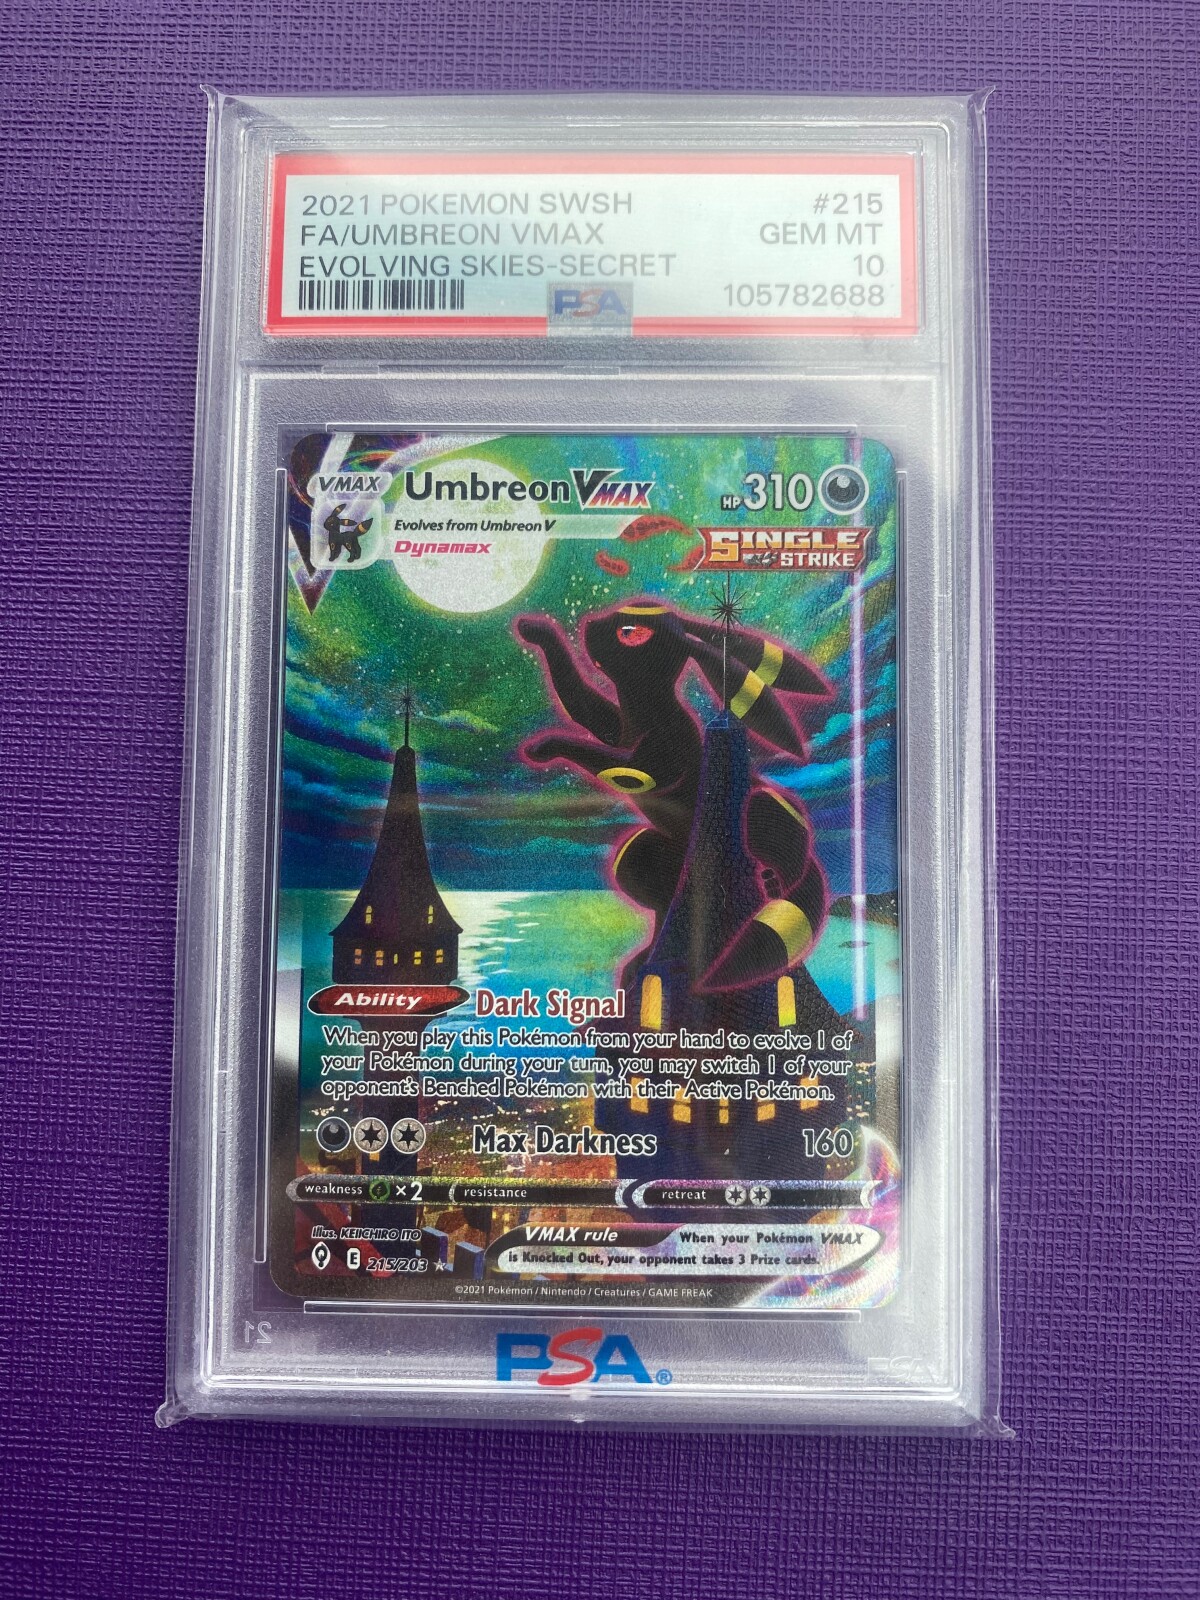 2021 POKEMON SWSH #215
FA/UMBREON VMAX GEM MT
EVOLVING SKIES-SECRET 10
105782688
PSA
VMAX Umbreon VMAX HP 310
Evolves from Umbreon V
Dynamax
SINGLE
STRIKE
Ability Dark Signal
When you play this Pokémon from your hand to evolve 1 of
your Pokémon during your turn, you may switch 1 of your
opponent's Benched Pokémon with their Active Pokémon.
Max Darkness 160
weakness ×2 resistance retreat
Illus. KEIICHIRO ITO
VMAX rule When your Pokémon VMAX
is Knocked Out, your opponent takes 3 Prize cards.
E 215/203 ★
©2021 Pokémon / Nintendo / Creatures / GAME FREAK
21
PSA®
PSA